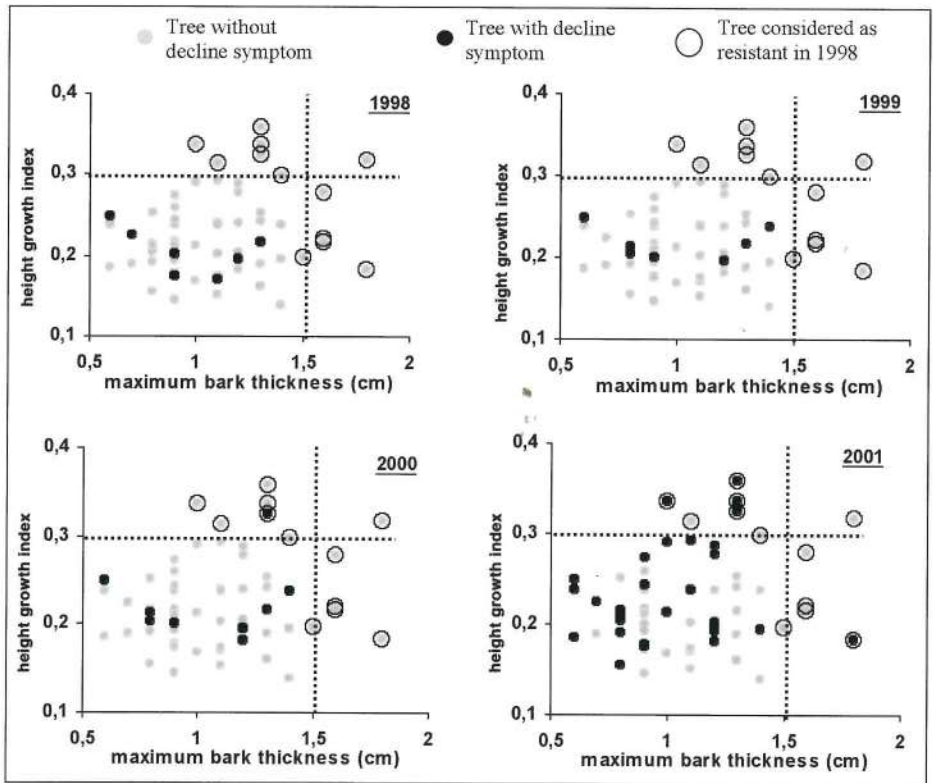 Tree without
decline symptom
Tree with decline
symptom
Tree considered as
resistant in 1998
1998
0,4
0,3
0,2
0,1
height growth index
0,5 1 1,5 2
maximum bark thickness (cm)
1999
0,4
0,3
0,2
0,1
height growth index
0,5 1 1,5 2
maximum bark thickness (cm)
2000
0,4
0,3
0,2
0,1
height growth index
0,5 1 1,5 2
maximum bark thickness (cm)
2001
0,4
0,3
0,2
0,1
height growth index
0,5 1 1,5 2
maximum bark thickness (cm)